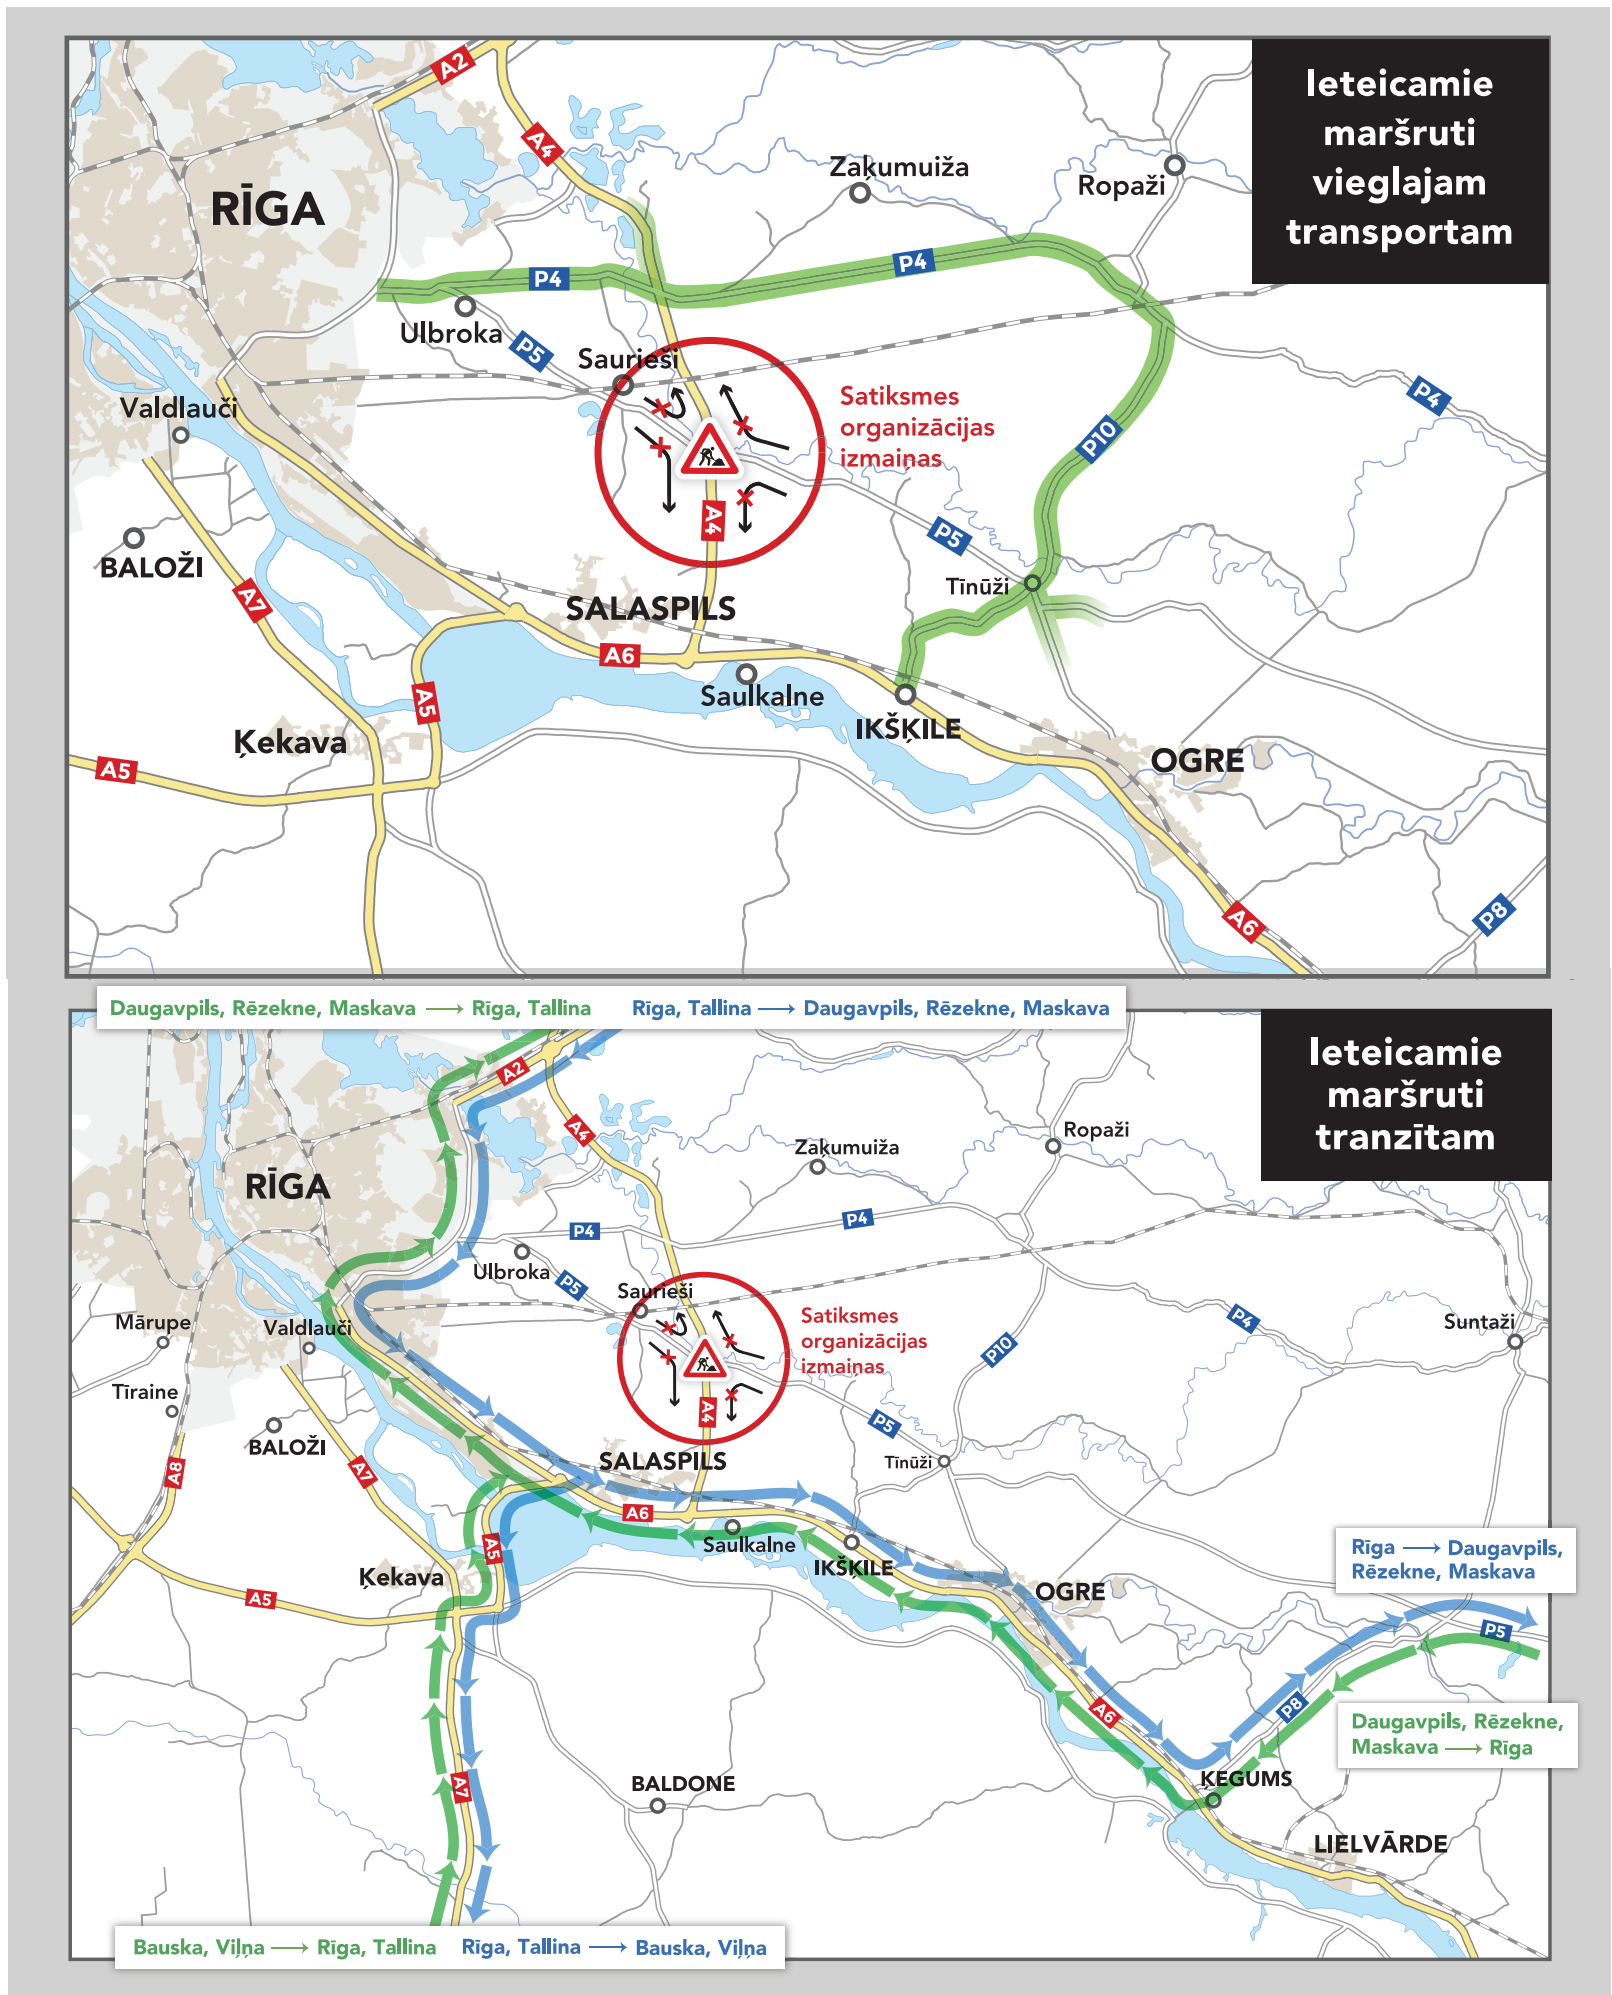 Ieteicamie
maršruti
vieglajam
transportam
A2
A4
RĪGA
Zaķumuiža
Ropaži
P4
P4
Ulbroka
P5
Saurieši
Valdlauči
Satiksmes
organizācijas
izmaiņas
P4
P10
A4
P5
BALOŽI
A7
Tīnūži
SALASPILS
A6
A5
Saulkalne
IKŠĶILE
Ķekava
A5
OGRE
A6
P8
Daugavpils, Rēzekne, Maskava → Rīga, Tallina
Rīga, Tallina → Daugavpils, Rēzekne, Maskava
Ieteicamie
maršruti
tranzītam
A2
A4
Ropaži
Zaķumuiža
RĪGA
P4
P4
Ulbroka
P5
Saurieši
Mārupe
Valdlauči
Satiksmes
organizācijas
izmaiņas
P4
Suntaži
P10
Tīraine
A4
P5
BALOŽI
A8
A7
SALASPILS
Tīnūži
A6
A5
Saulkalne
IKŠĶILE
Ķekava
A5
OGRE
Rīga → Daugavpils,
Rēzekne, Maskava
P5
P8
A6
Daugavpils, Rēzekne,
Maskava → Rīga
A7
BALDONE
ĶEGUMS
LIELVĀRDE
Bauska, Viļņa → Rīga, Tallina
Rīga, Tallina → Bauska, Viļņa